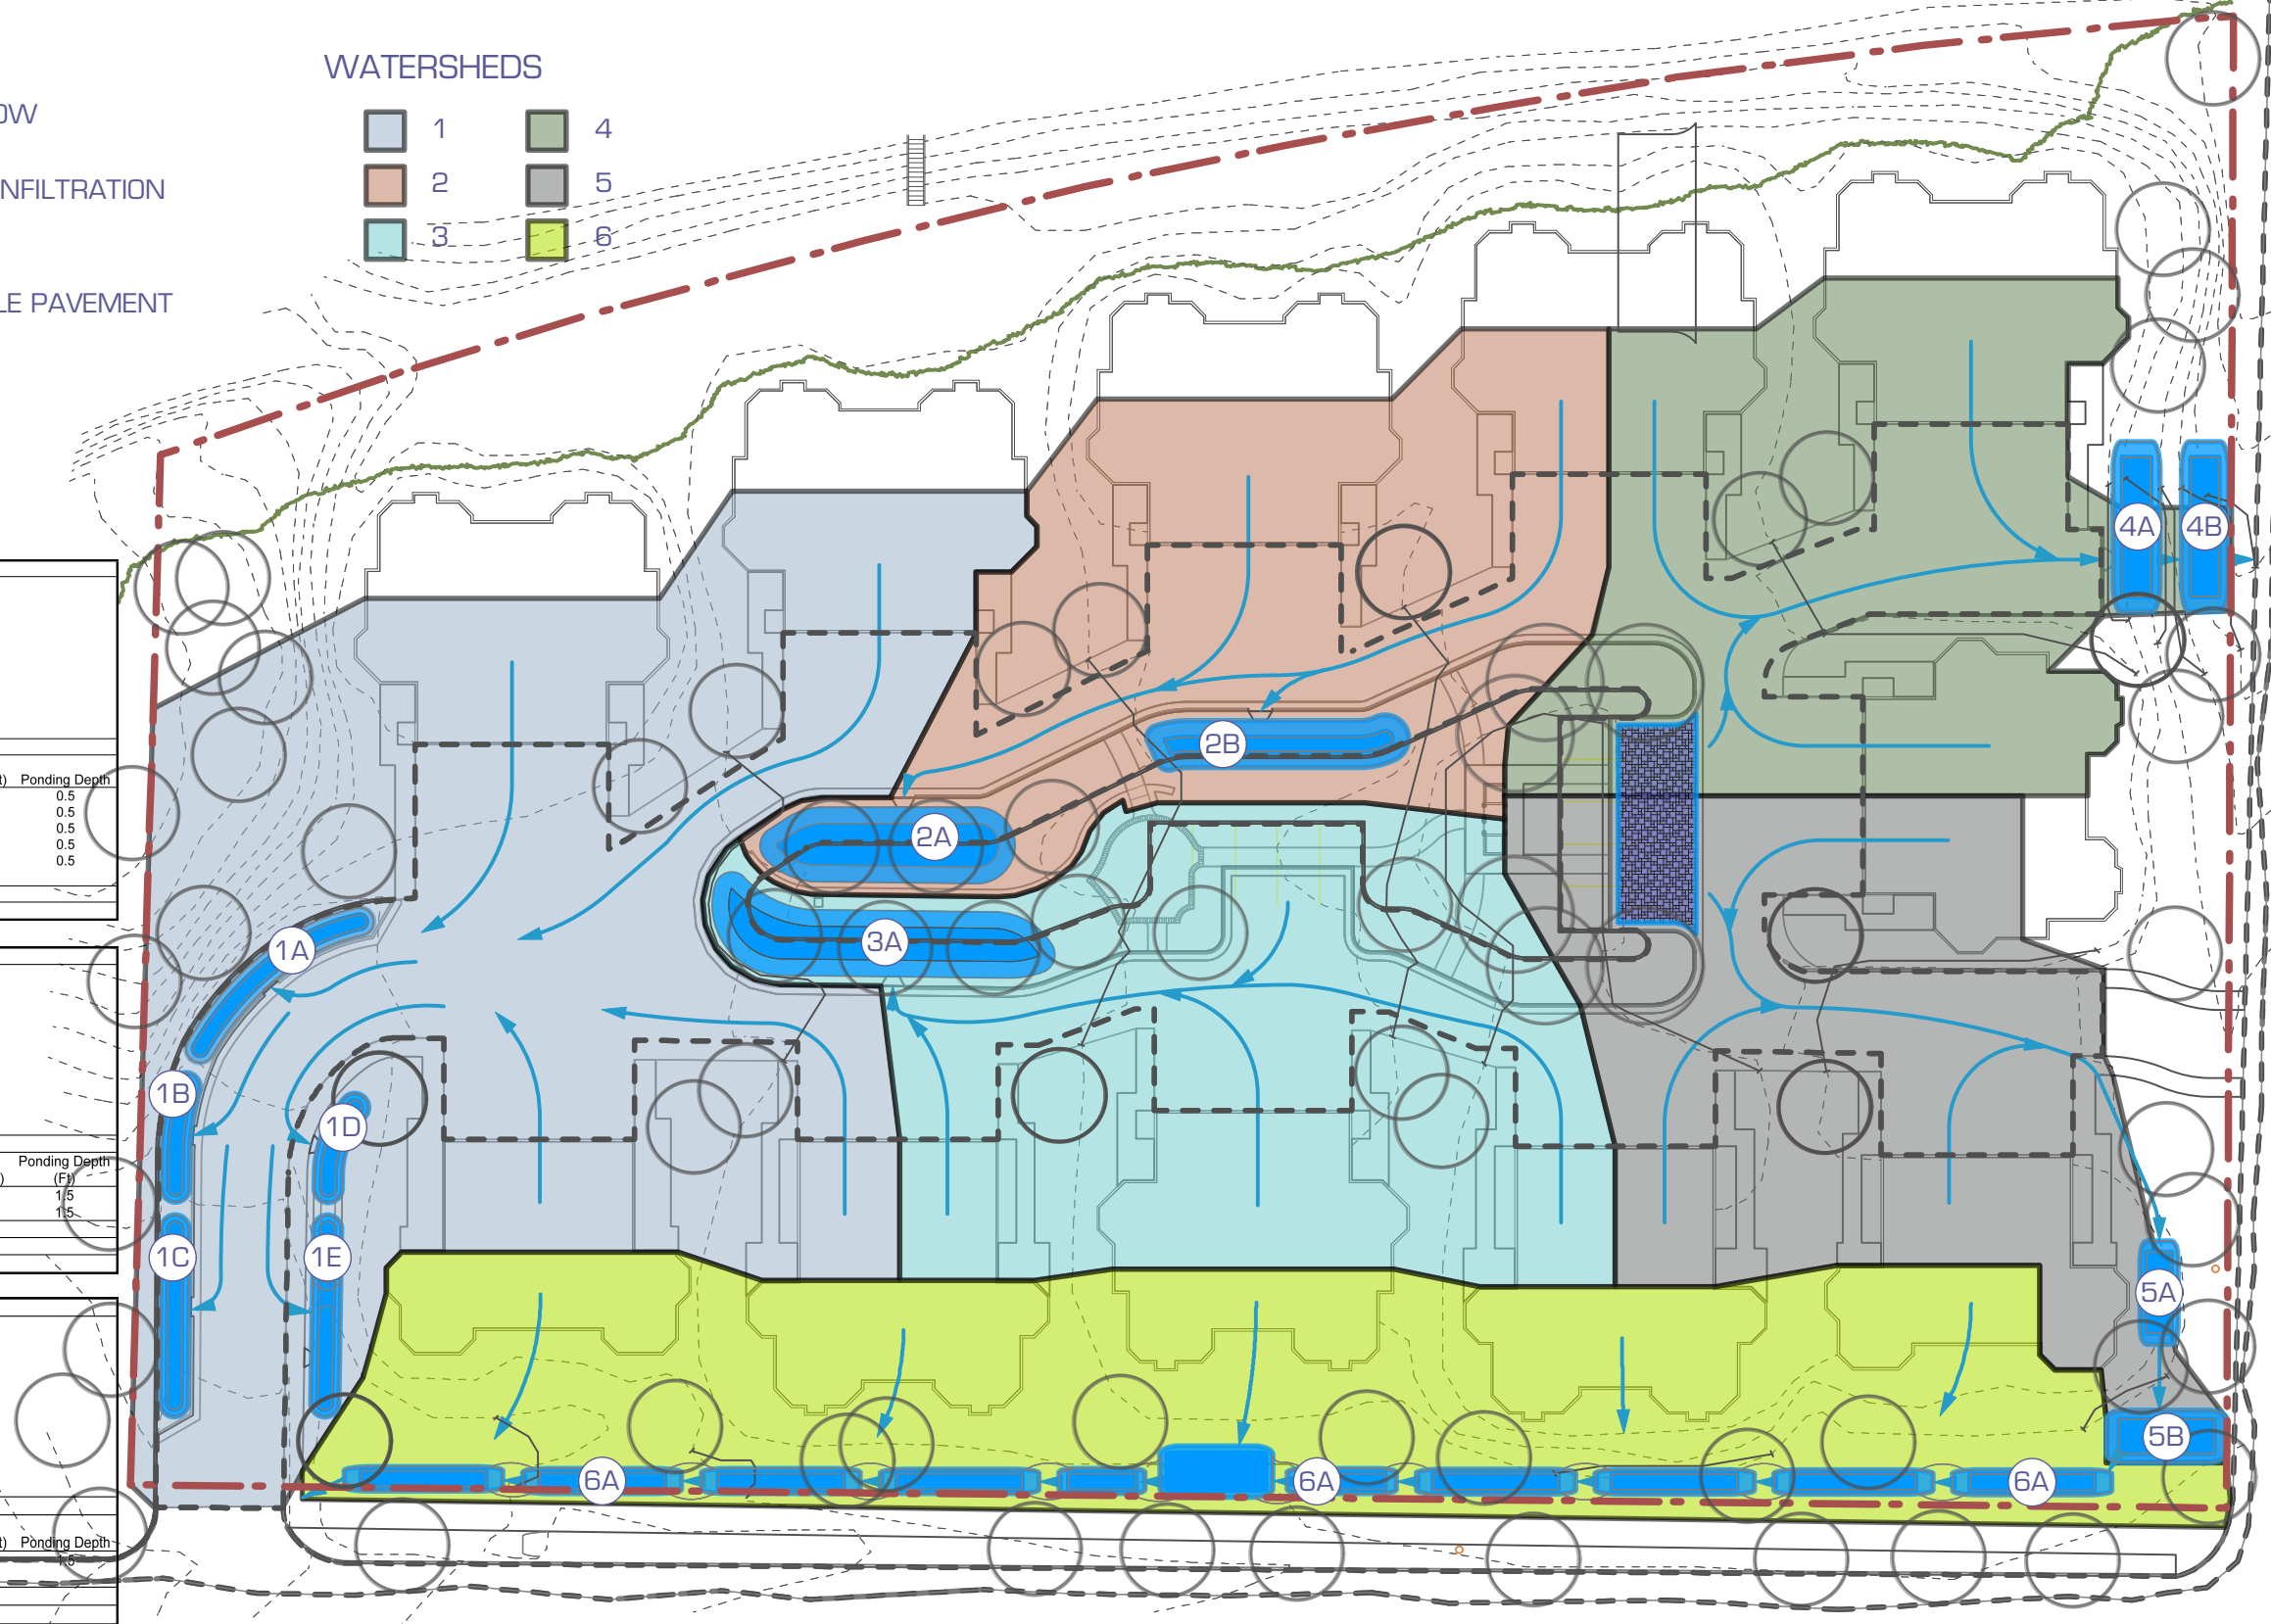 WATERSHEDS
OW
1
4
NFILTRATION
2
5
3
6
LE PAVEMENT
t) Ponding Depth
0.5
0.5
0.5
0.5
0.5
Ponding Depth
) (Ft)
1.5
1.5
t) Ponding Depth
1.5
4A
4B
2B
2A
3A
1A
1B
1D
1C
1E
5A
5B
6A
6A
6A